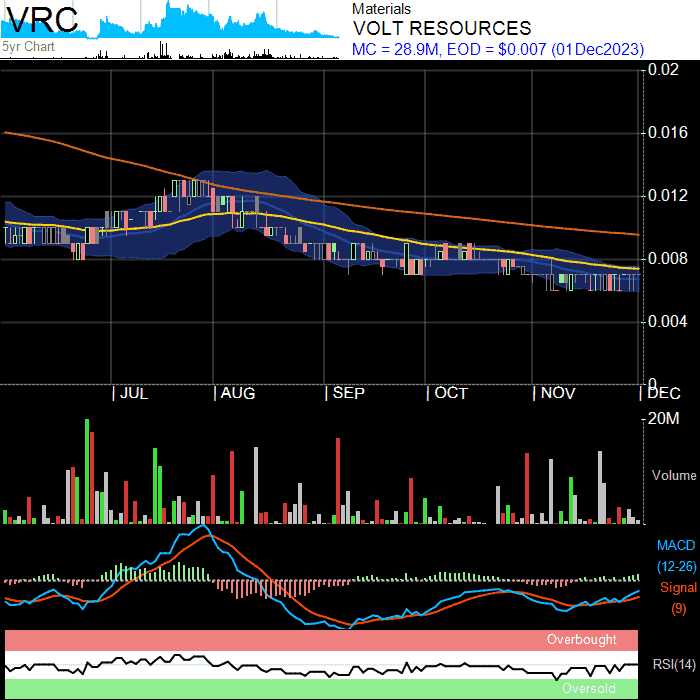 VRC
5yr Chart
Materials
VOLT RESOURCES
MC = 28.9M, EOD = $0.007 (01Dec2023)
0.02
0.016
0.012
0.008
0.004
0
JUL AUG SEP OCT NOV DEC
20M
Volume
MACD
(12-26)
Signal
(9)
Overbought
RSI(14)
Oversold